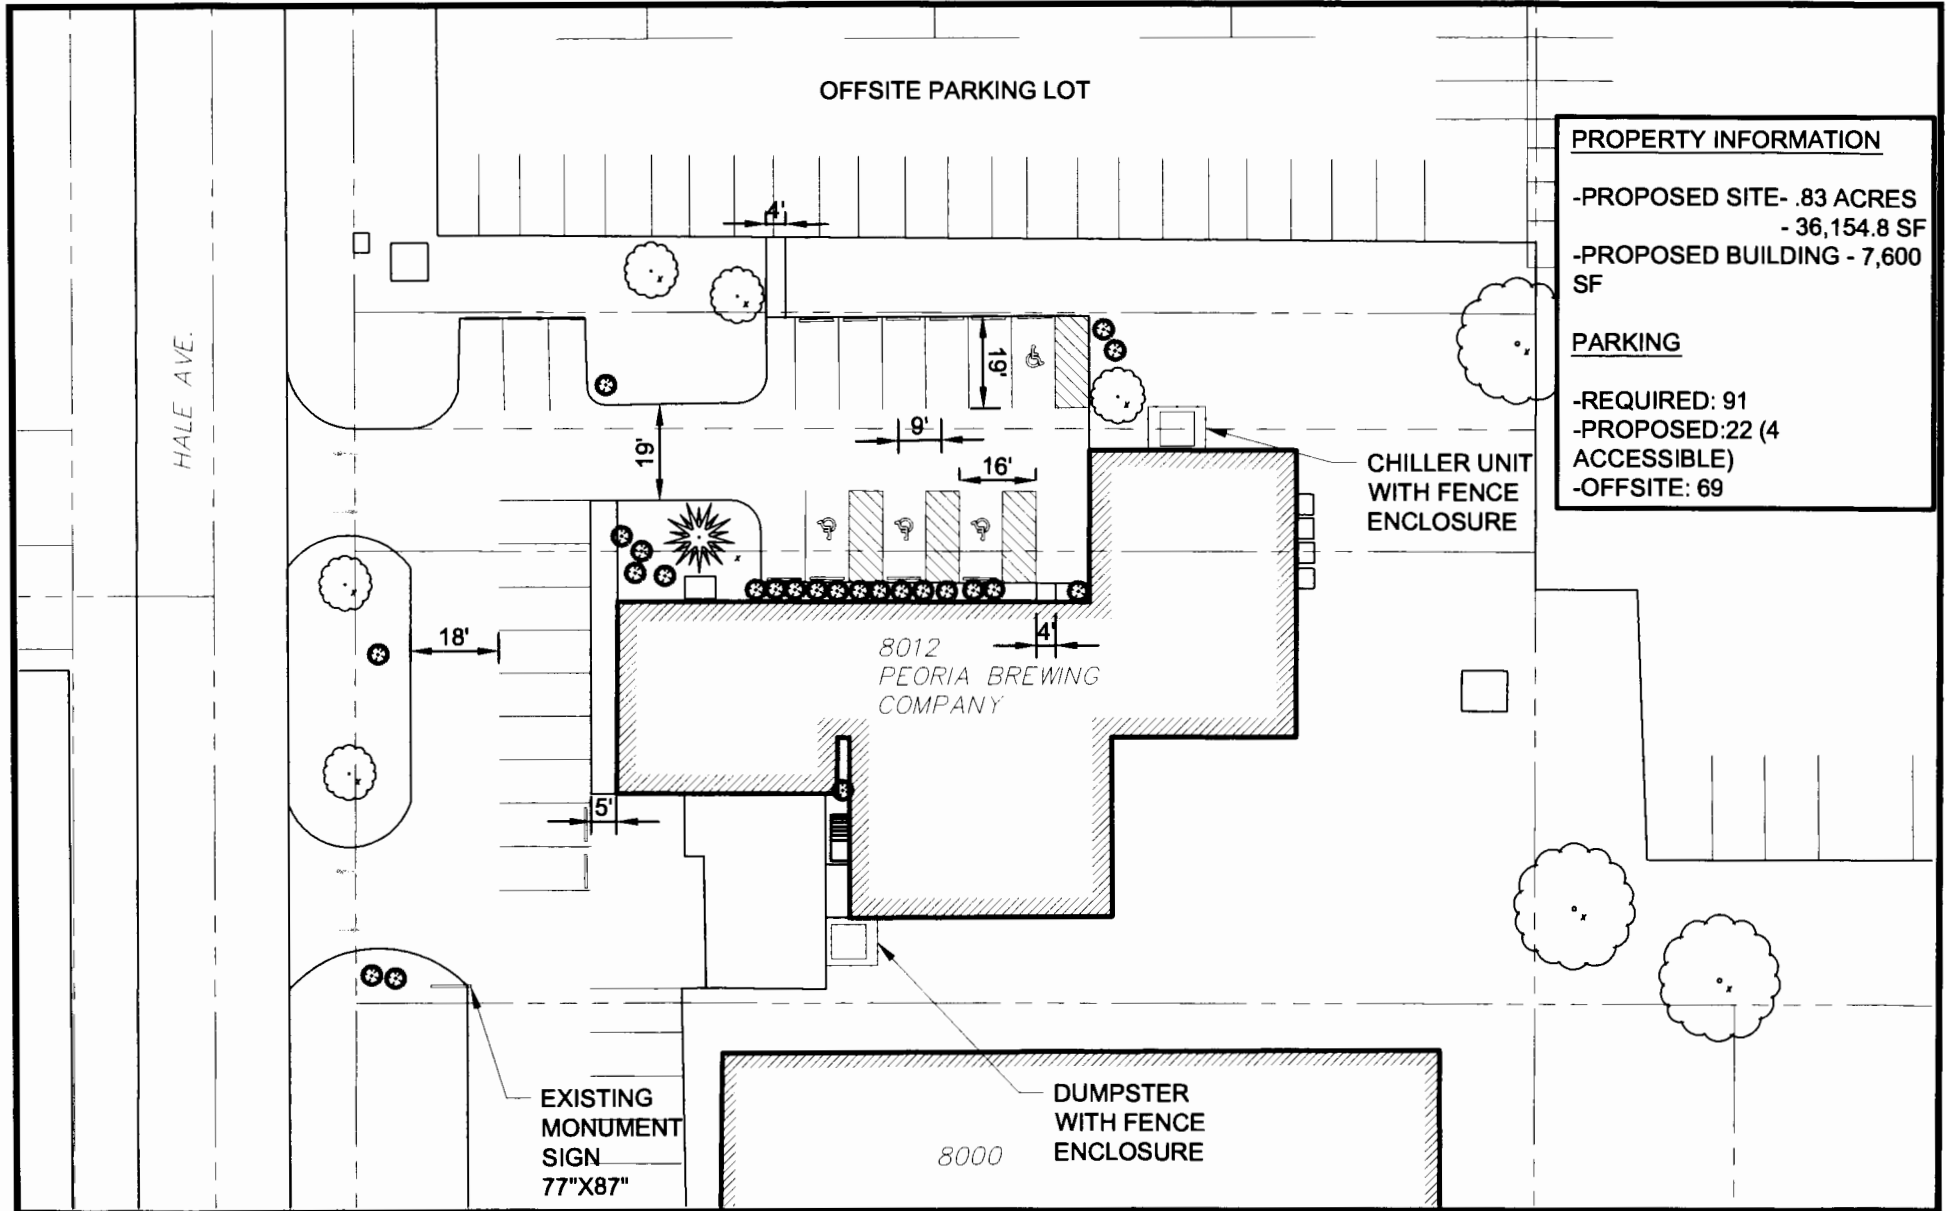 OFFSITE PARKING LOT
PROPERTY INFORMATION
-PROPOSED SITE- .83 ACRES
- 36,154.8 SF
-PROPOSED BUILDING - 7,600
SF
PARKING
-REQUIRED: 91
-PROPOSED:22 (4
ACCESSIBLE)
-OFFSITE: 69
4'
HALE AVE.
19'
9'
19'
16'
CHILLER UNIT
WITH FENCE
ENCLOSURE
18'
4'
8012
PEORIA BREWING
COMPANY
5'
EXISTING
MONUMENT
SIGN
77"X87"
DUMPSTER
WITH FENCE
ENCLOSURE
8000